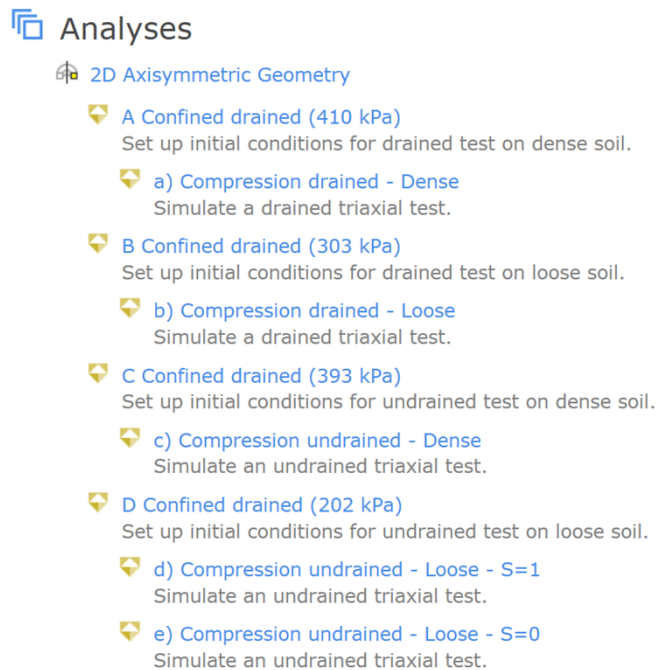 Analyses
2D Axisymmetric Geometry
A Confined drained (410 kPa)
Set up initial conditions for drained test on dense soil.
a) Compression drained - Dense
Simulate a drained triaxial test.
B Confined drained (303 kPa)
Set up initial conditions for drained test on loose soil.
b) Compression drained - Loose
Simulate a drained triaxial test.
C Confined drained (393 kPa)
Set up initial conditions for undrained test on dense soil.
c) Compression undrained - Dense
Simulate an undrained triaxial test.
D Confined drained (202 kPa)
Set up initial conditions for undrained test on loose soil.
d) Compression undrained - Loose - S=1
Simulate an undrained triaxial test.
e) Compression undrained - Loose - S=0
Simulate an undrained triaxial test.